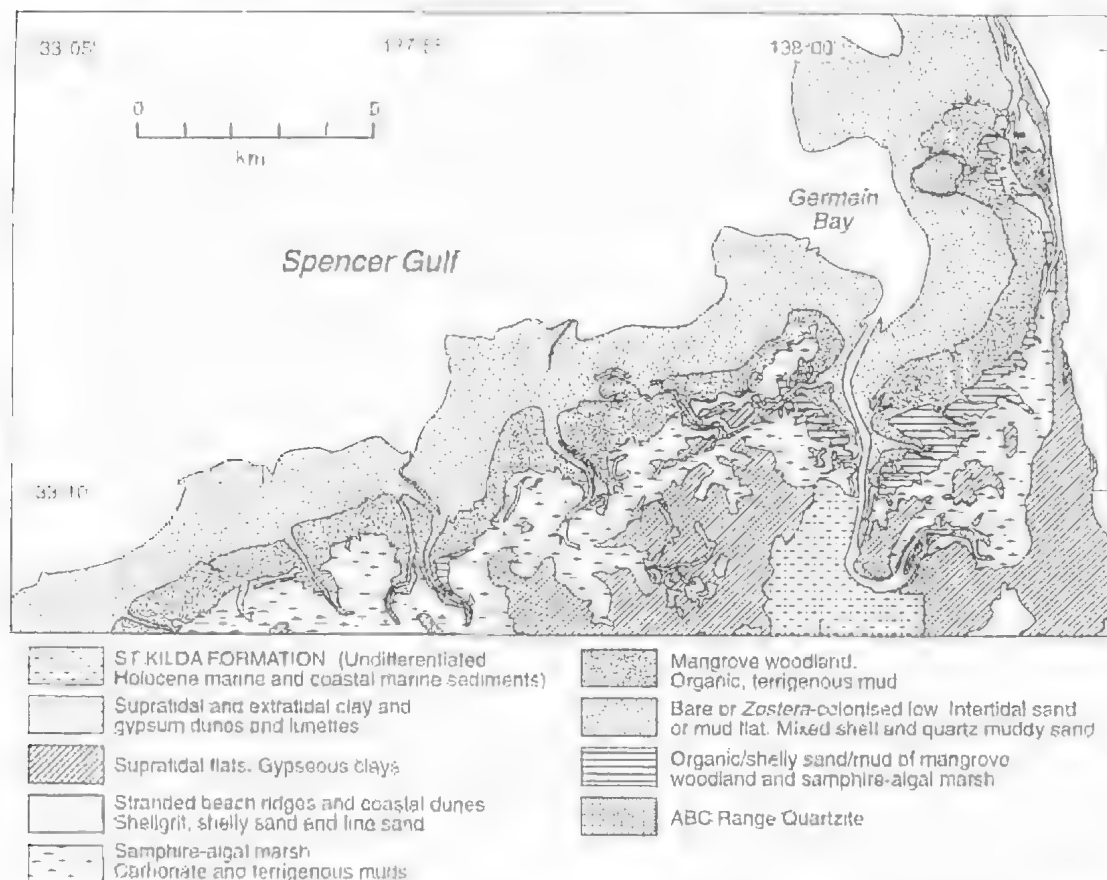 33 05'
138 00'
0
5
km
Germein
Bay
Spencer Gulf
33 10'
ST KILDA FORMATION (Undifferentiated
Holocene marine and coastal marine sediments)
Supratidal and extratidal clay and
gypsum dunes and lunettes
Supratidal flats. Gypseous clays
Stranded beach ridges and coastal dunes
Shellgrit, shelly sand and fine sand
Samphire-algal marsh
Carbonate and terrigenous muds
Mangrove woodland.
Organic, terrigenous mud
Bare or Zostera-colonised low Intertidal sand
or mud flat. Mixed shell and quartz muddy sand
Organic/shelly sand/mud of mangrove
woodland and samphire-algal marsh
ABC Range Quartzite